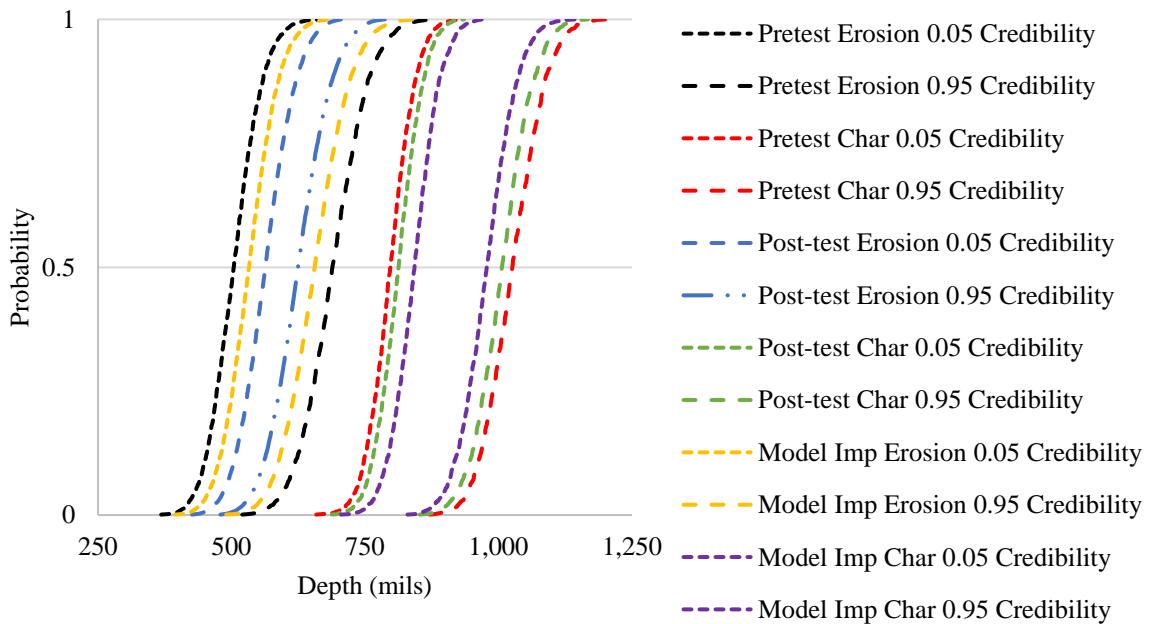 1
0.5
0
Probability
250
500
750
1,000
1,250
Depth (mils)
Pretest Erosion 0.05 Credibility
Pretest Erosion 0.95 Credibility
Pretest Char 0.05 Credibility
Pretest Char 0.95 Credibility
Post-test Erosion 0.05 Credibility
Post-test Erosion 0.95 Credibility
Post-test Char 0.05 Credibility
Post-test Char 0.95 Credibility
Model Imp Erosion 0.05 Credibility
Model Imp Erosion 0.95 Credibility
Model Imp Char 0.05 Credibility
Model Imp Char 0.95 Credibility